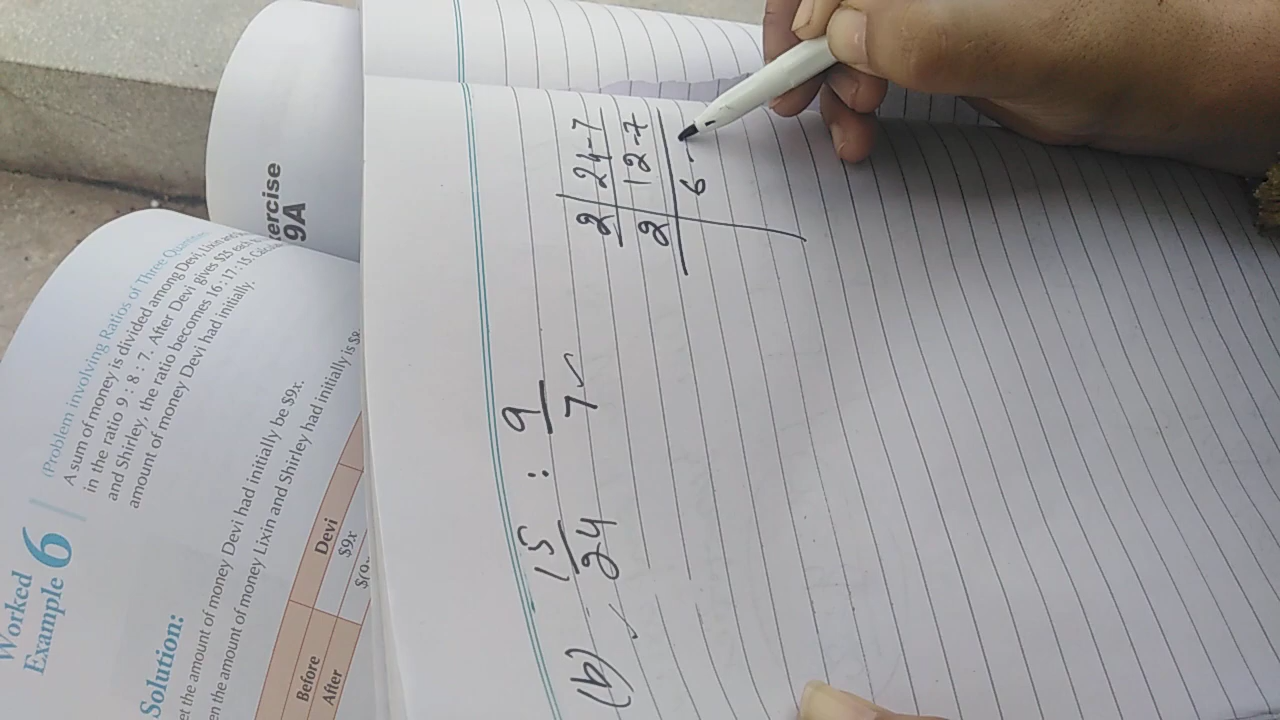 Worked
Example 6
(Problem involving Ratios of Three
A sum of money is divided among Devi, Lixin and
in the ratio 9 : 8 : 7. After Devi gives $25 each
and Shirley, the ratio becomes 16 : 17 : 15.
amount of money Devi had initially.
Solution:
the amount of money Devi had initially be $9x.
the amount of money Lixin and Shirley had initially is
Devi
Before $9x
After
ercise
9A
(b) 15/24 : 9/7
2 | 24-7
2 | 12-7
6-